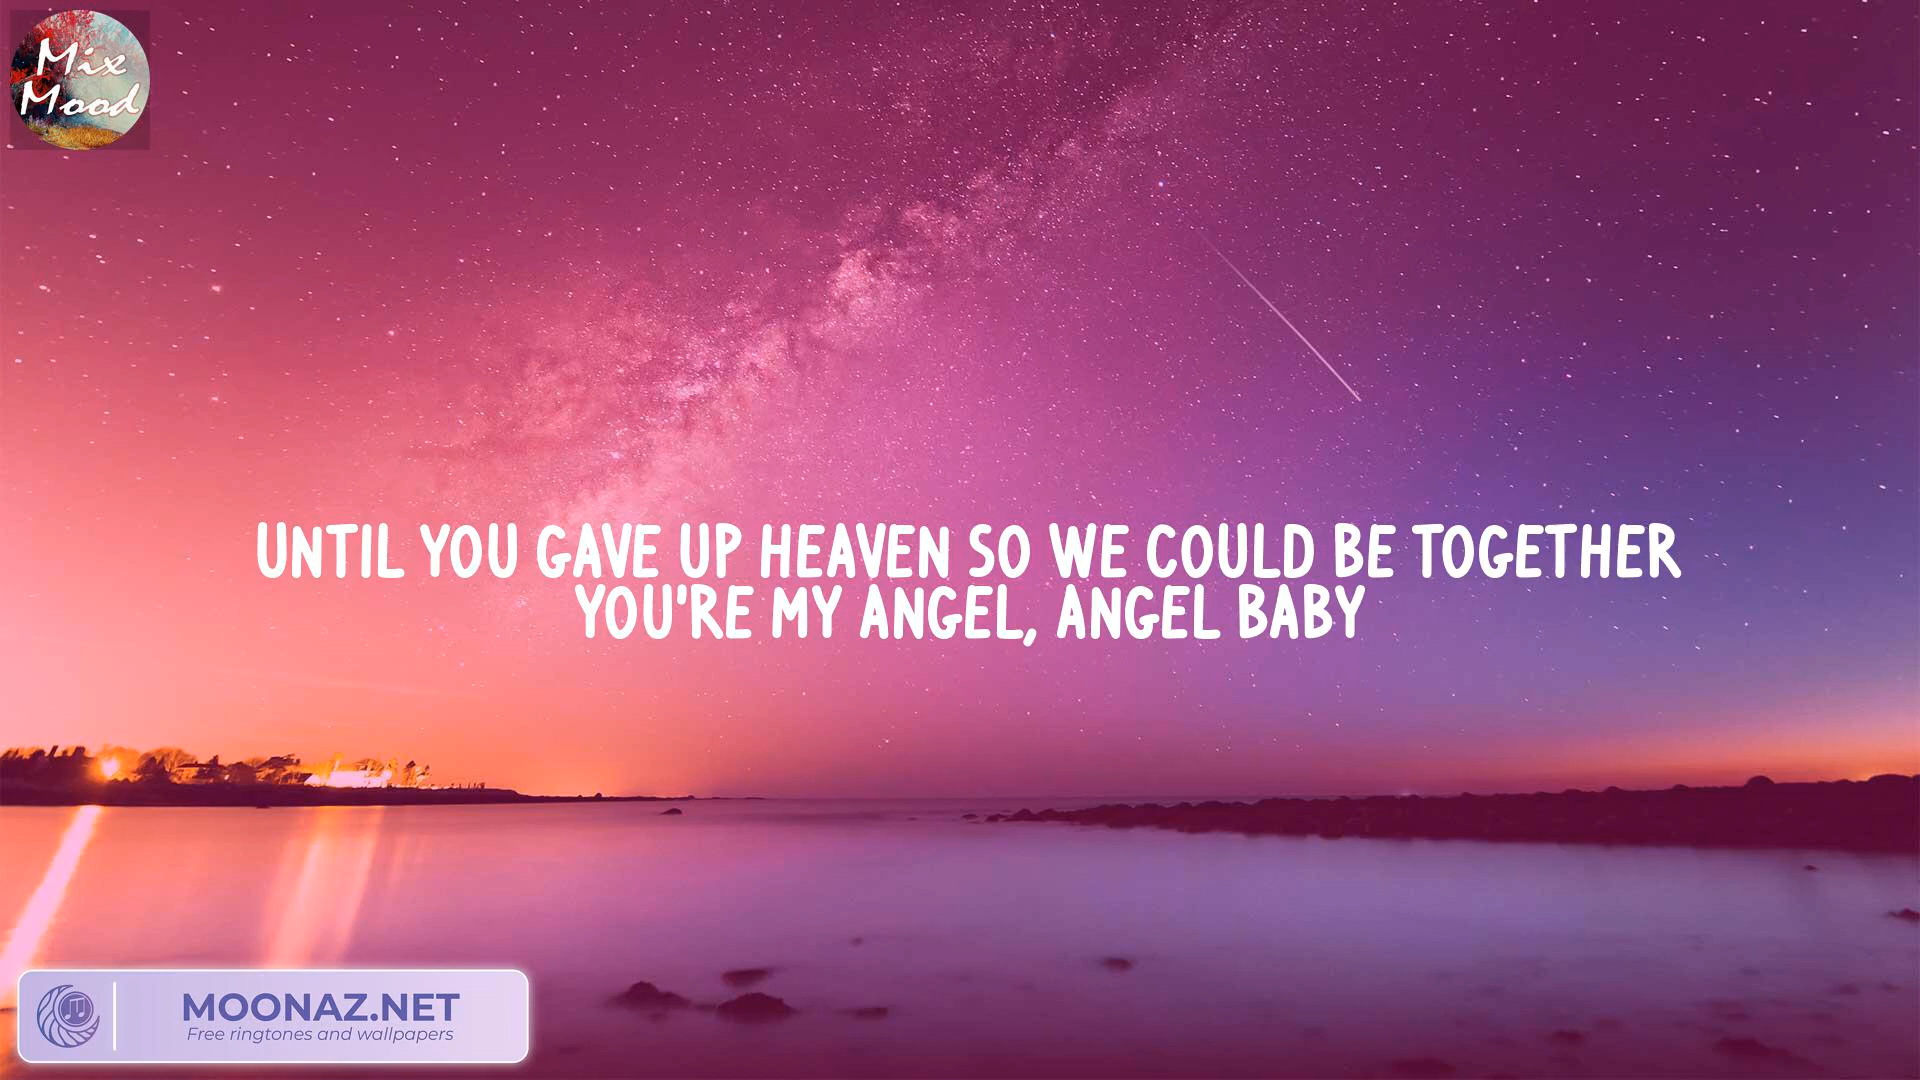 Mix
Mood
UNTIL YOU GAVE UP HEAVEN SO WE COULD BE TOGETHER
YOU'RE MY ANGEL, ANGEL BABY
MOONAZ.NET
Free ringtones and wallpapers